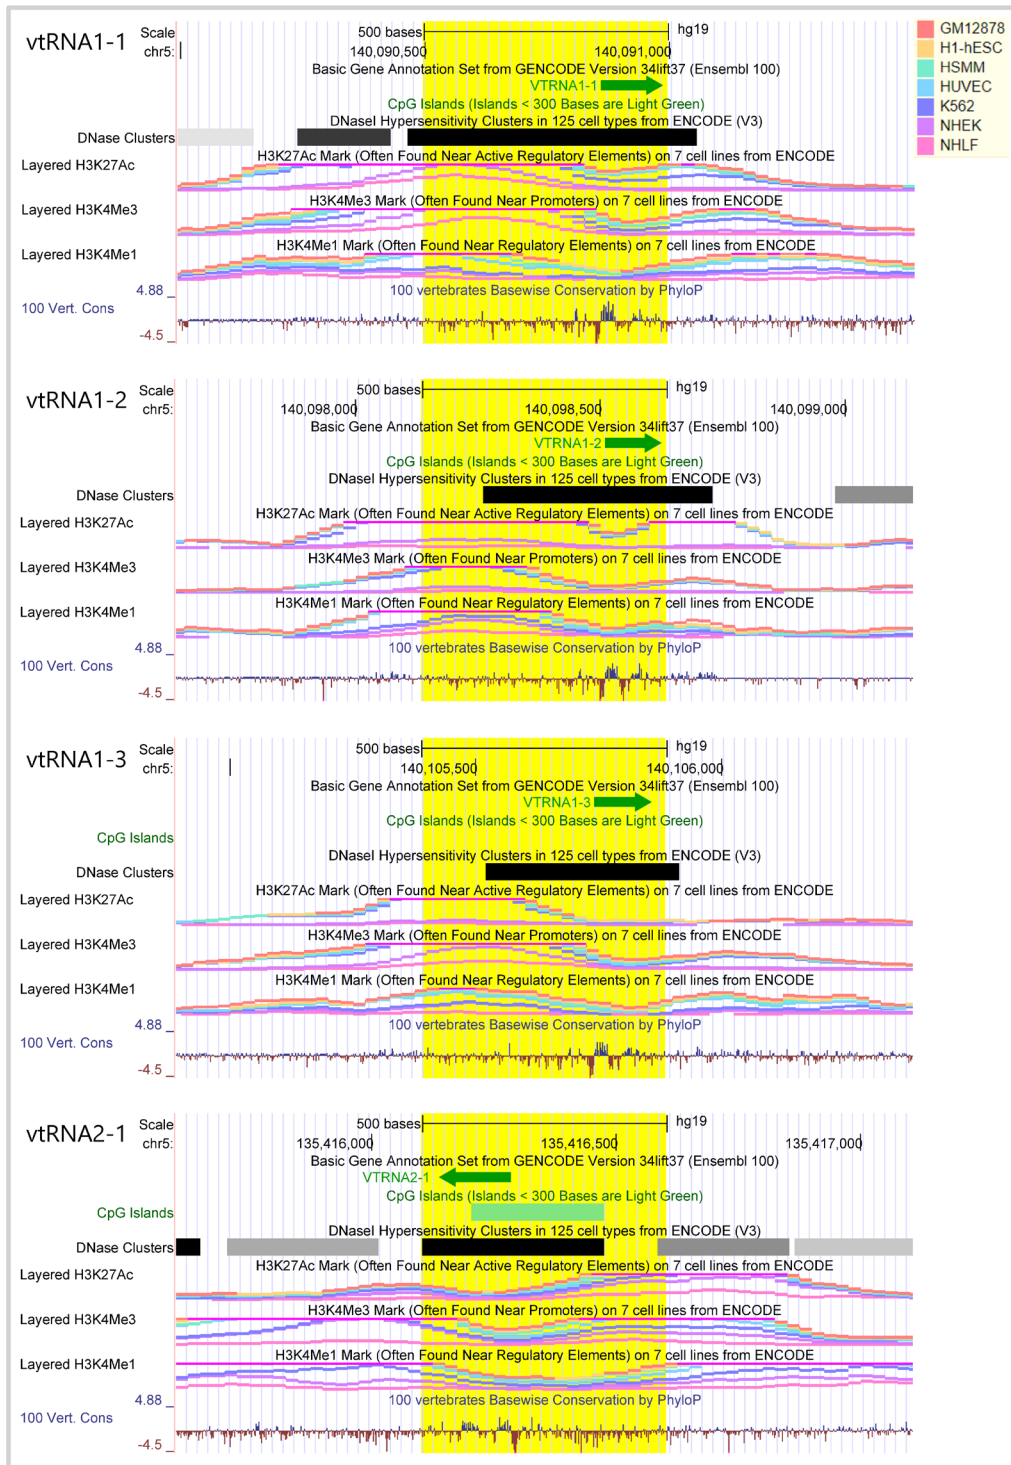 vtRNA1-1
Scale 500 bases hg19
chr5: 140,090,500 140,091,000
Basic Gene Annotation Set from GENCODE Version 34lift37 (Ensembl 100)
VTRNA1-1
CpG Islands (Islands < 300 Bases are Light Green)
DNaseI Hypersensitivity Clusters in 125 cell types from ENCODE (V3)
DNase Clusters
H3K27Ac Mark (Often Found Near Active Regulatory Elements) on 7 cell lines from ENCODE
Layered H3K27Ac
H3K4Me3 Mark (Often Found Near Promoters) on 7 cell lines from ENCODE
Layered H3K4Me3
H3K4Me1 Mark (Often Found Near Regulatory Elements) on 7 cell lines from ENCODE
Layered H3K4Me1
4.88 _ 100 vertebrates Basewise Conservation by PhyloP
100 Vert. Cons
-4.5 _
GM12878
H1-hESC
HSMM
HUVEC
K562
NHEK
NHLF
vtRNA1-2
Scale 500 bases hg19
chr5: 140,098,000 140,098,500 140,099,000
Basic Gene Annotation Set from GENCODE Version 34lift37 (Ensembl 100)
VTRNA1-2
CpG Islands (Islands < 300 Bases are Light Green)
DNaseI Hypersensitivity Clusters in 125 cell types from ENCODE (V3)
DNase Clusters
H3K27Ac Mark (Often Found Near Active Regulatory Elements) on 7 cell lines from ENCODE
Layered H3K27Ac
H3K4Me3 Mark (Often Found Near Promoters) on 7 cell lines from ENCODE
Layered H3K4Me3
H3K4Me1 Mark (Often Found Near Regulatory Elements) on 7 cell lines from ENCODE
Layered H3K4Me1
4.88 _ 100 vertebrates Basewise Conservation by PhyloP
100 Vert. Cons
-4.5 _
vtRNA1-3
Scale 500 bases hg19
chr5: 140,105,500 140,106,000
Basic Gene Annotation Set from GENCODE Version 34lift37 (Ensembl 100)
VTRNA1-3
CpG Islands (Islands < 300 Bases are Light Green)
CpG Islands
DNaseI Hypersensitivity Clusters in 125 cell types from ENCODE (V3)
DNase Clusters
H3K27Ac Mark (Often Found Near Active Regulatory Elements) on 7 cell lines from ENCODE
Layered H3K27Ac
H3K4Me3 Mark (Often Found Near Promoters) on 7 cell lines from ENCODE
Layered H3K4Me3
H3K4Me1 Mark (Often Found Near Regulatory Elements) on 7 cell lines from ENCODE
Layered H3K4Me1
4.88 _ 100 vertebrates Basewise Conservation by PhyloP
100 Vert. Cons
-4.5 _
vtRNA2-1
Scale 500 bases hg19
chr5: 135,416,000 135,416,500 135,417,000
Basic Gene Annotation Set from GENCODE Version 34lift37 (Ensembl 100)
VTRNA2-1
CpG Islands (Islands < 300 Bases are Light Green)
CpG Islands
DNaseI Hypersensitivity Clusters in 125 cell types from ENCODE (V3)
DNase Clusters
H3K27Ac Mark (Often Found Near Active Regulatory Elements) on 7 cell lines from ENCODE
Layered H3K27Ac
H3K4Me3 Mark (Often Found Near Promoters) on 7 cell lines from ENCODE
Layered H3K4Me3
H3K4Me1 Mark (Often Found Near Regulatory Elements) on 7 cell lines from ENCODE
Layered H3K4Me1
4.88 _ 100 vertebrates Basewise Conservation by PhyloP
100 Vert. Cons
-4.5 _